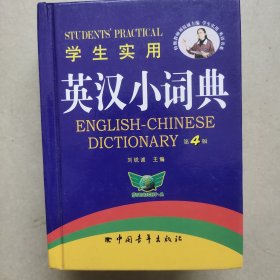 STUDENTS' PRACTICAL
学生实用
英汉小词典
ENGLISH-CHINESE
DICTIONARY 第4版
刘锐诚 主编
中国青年出版社